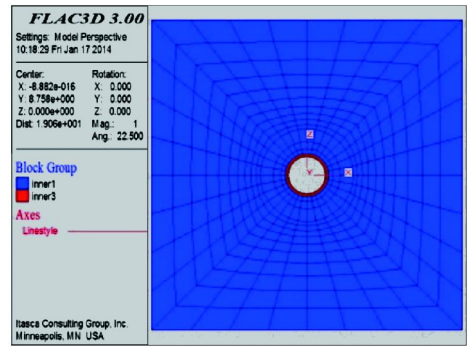 FLAC3D 3.00
Settings: Model Perspective
10:18:29 Fri Jan 17 2014
Center: Rotation:
X: -8.882e-016 X: 0.000
Y: 8.758e+000 Y: 0.000
Z: 0.000e+000 Z: 0.000
Dist: 1.906e+001 Mag.: 1
Ang.: 22.500
Block Group
inner1
inner3
Axes
Linestyle
Z
Y
X
Itasca Consulting Group, Inc.
Minneapolis, MN USA